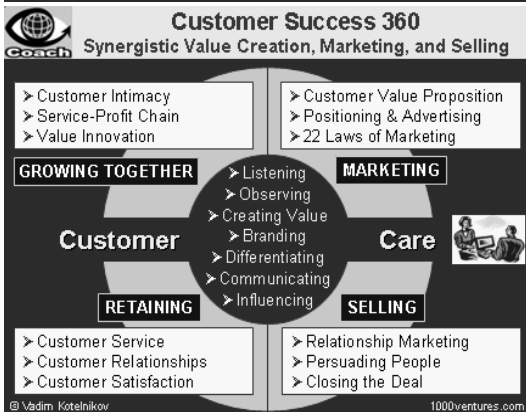 Coach
Customer Success 360
Synergistic Value Creation, Marketing, and Selling
➢ Customer Intimacy
➢ Service-Profit Chain
➢ Value Innovation
➢ Customer Value Proposition
➢ Positioning & Advertising
➢ 22 Laws of Marketing
GROWING TOGETHER
MARKETING
➢ Listening
➢ Observing
➢ Creating Value
➢ Branding
➢ Differentiating
➢ Communicating
➢ Influencing
Customer
Care
RETAINING
SELLING
➢ Customer Service
➢ Customer Relationships
➢ Customer Satisfaction
➢ Relationship Marketing
➢ Persuading People
➢ Closing the Deal
© Vadim Kotelnikov
1000ventures.com